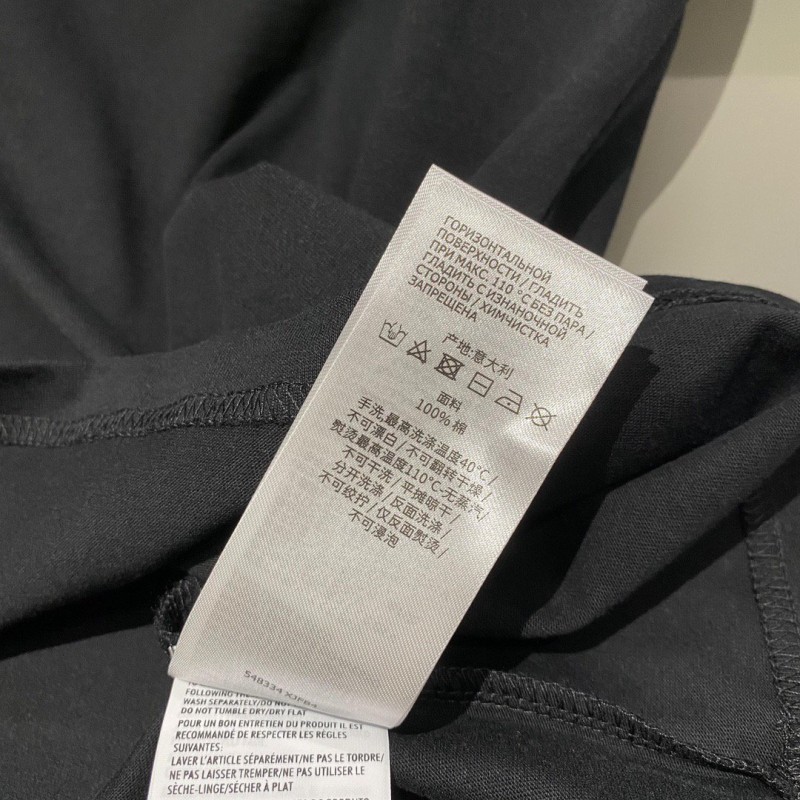 ГОРИЗОНТАЛЬНОЙ
ПОВЕРХНОСТИ / ГЛАДИТЬ
ПРИ МАКС. 110 °C БЕЗ ПАРА /
ГЛАДИТЬ С ИЗНАНОЧНОЙ
СТОРОНЫ / ХИМЧИСТКА
ЗАПРЕЩЕНА
产地:意大利
面料
100% 棉
手洗最高洗涤温度40°C/
不可漂白/不可翻转干燥/
熨烫最高温度110°C-无蒸汽/
不可干洗/平摊晾干/
分开洗涤/反面洗涤/
不可绞拧/仅反面熨烫/
不可浸泡
548334 XJPB4
FOLLOWING THE
WASH SEPARATELY/DO NOT
DO NOT TUMBLE DRY/DRY FLAT
POUR UN BON ENTRETIEN DU PRODUIT IL EST
RECOMMANDÉ DE RESPECTER LES RÈGLES
SUIVANTES:
LAVER L'ARTICLE SÉPARÉMENT/NE PAS LE TORDRE/
NE PAS LAISSER TREMPER/NE PAS UTILISER LE
SÈCHE-LINGE/SÉCHER À PLAT